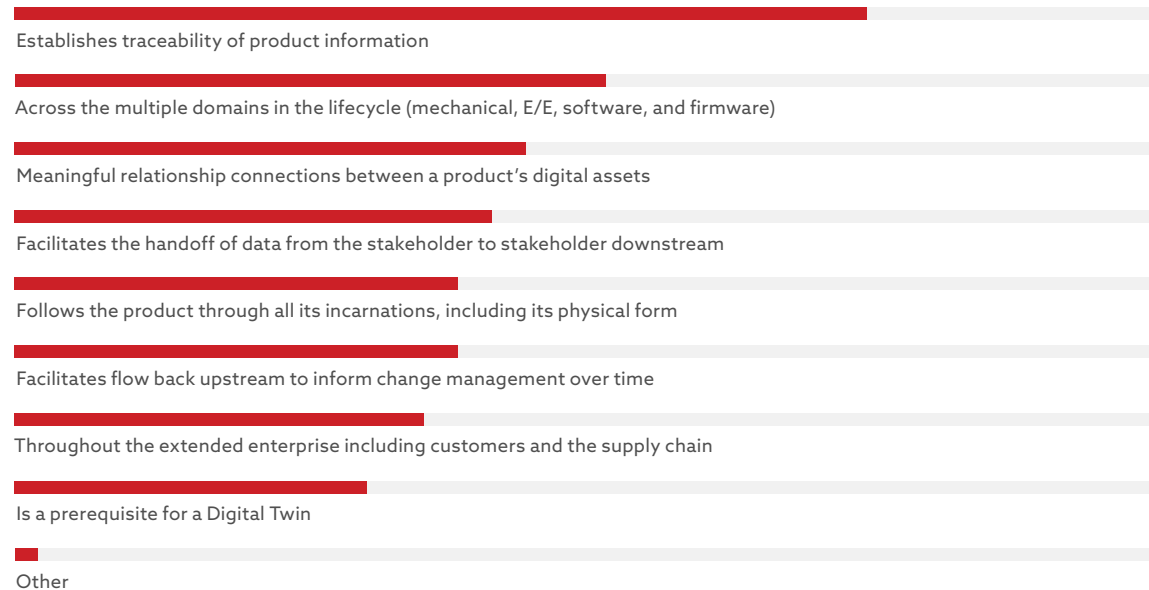 Establishes traceability of product information
Across the multiple domains in the lifecycle (mechanical, E/E, software, and firmware)
Meaningful relationship connections between a product’s digital assets
Facilitates the handoff of data from the stakeholder to stakeholder downstream
Follows the product through all its incarnations, including its physical form
Facilitates flow back upstream to inform change management over time
Throughout the extended enterprise including customers and the supply chain
Is a prerequisite for a Digital Twin
Other